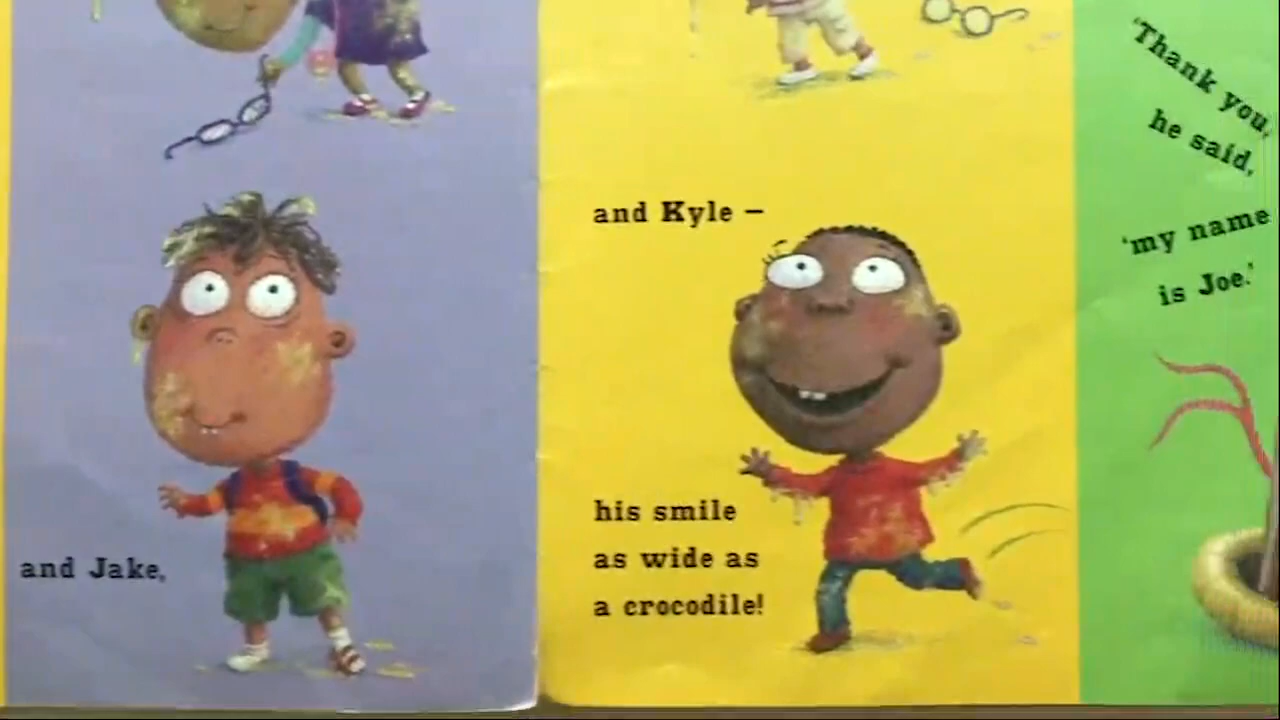 and Jake,
and Kyle –
his smile
as wide as
a crocodile!
'Thank you,
he said,
'my name
is Joe.'